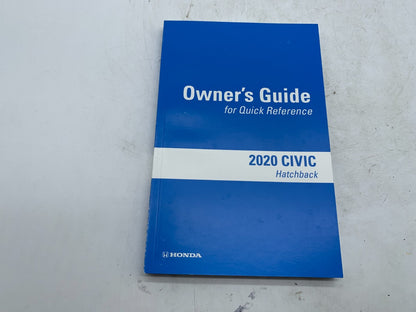 Owner's Guide
for Quick Reference
2020 CIVIC
Hatchback
HONDA